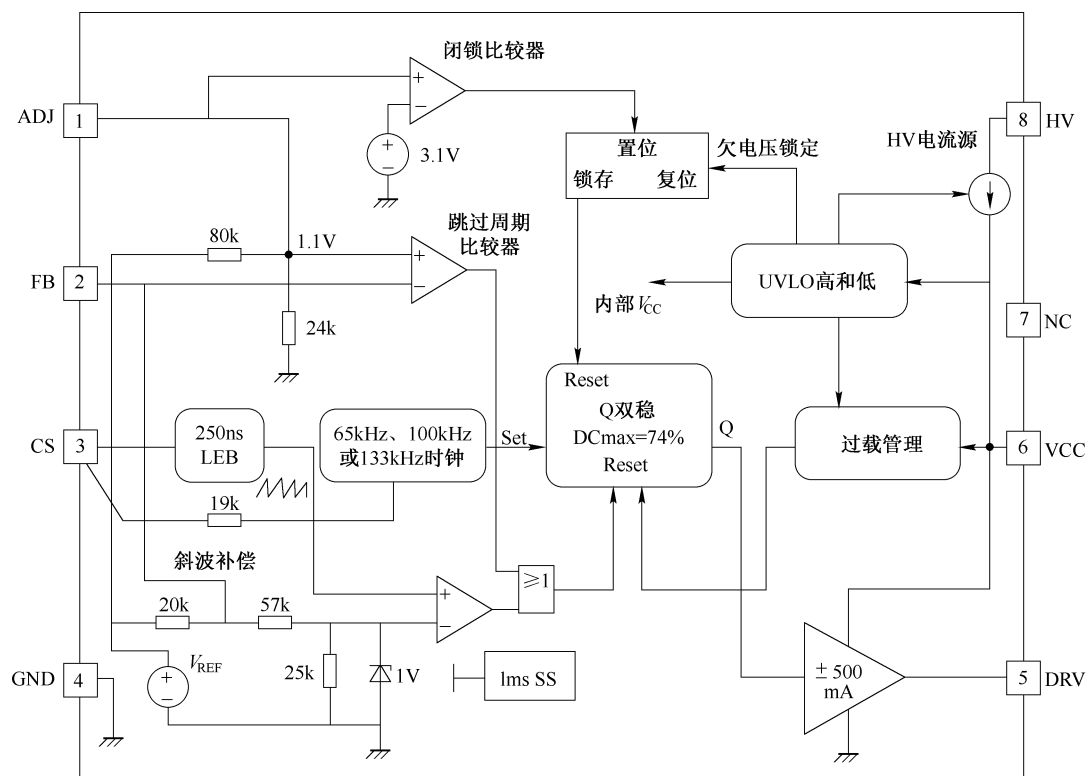 闭锁比较器
ADJ
1
+
−
+
−
3.1V
置位
锁存
复位
欠电压锁定
HV电流源
8
HV
跳过周期
比较器
80k
1.1V
+
−
FB
2
24k
内部VCC
UVLO高和低
7
NC
Reset
Q双稳
DCmax=74%
Reset
CS
3
250ns
LEB
65kHz、100kHz
或133kHz时钟
Set
Q
过载管理
6
VCC
19k
斜波补偿
≥1
20k
57k
+
−
GND
4
VREF
+
−
25k
1V
lms SS
±500
mA
5
DRV